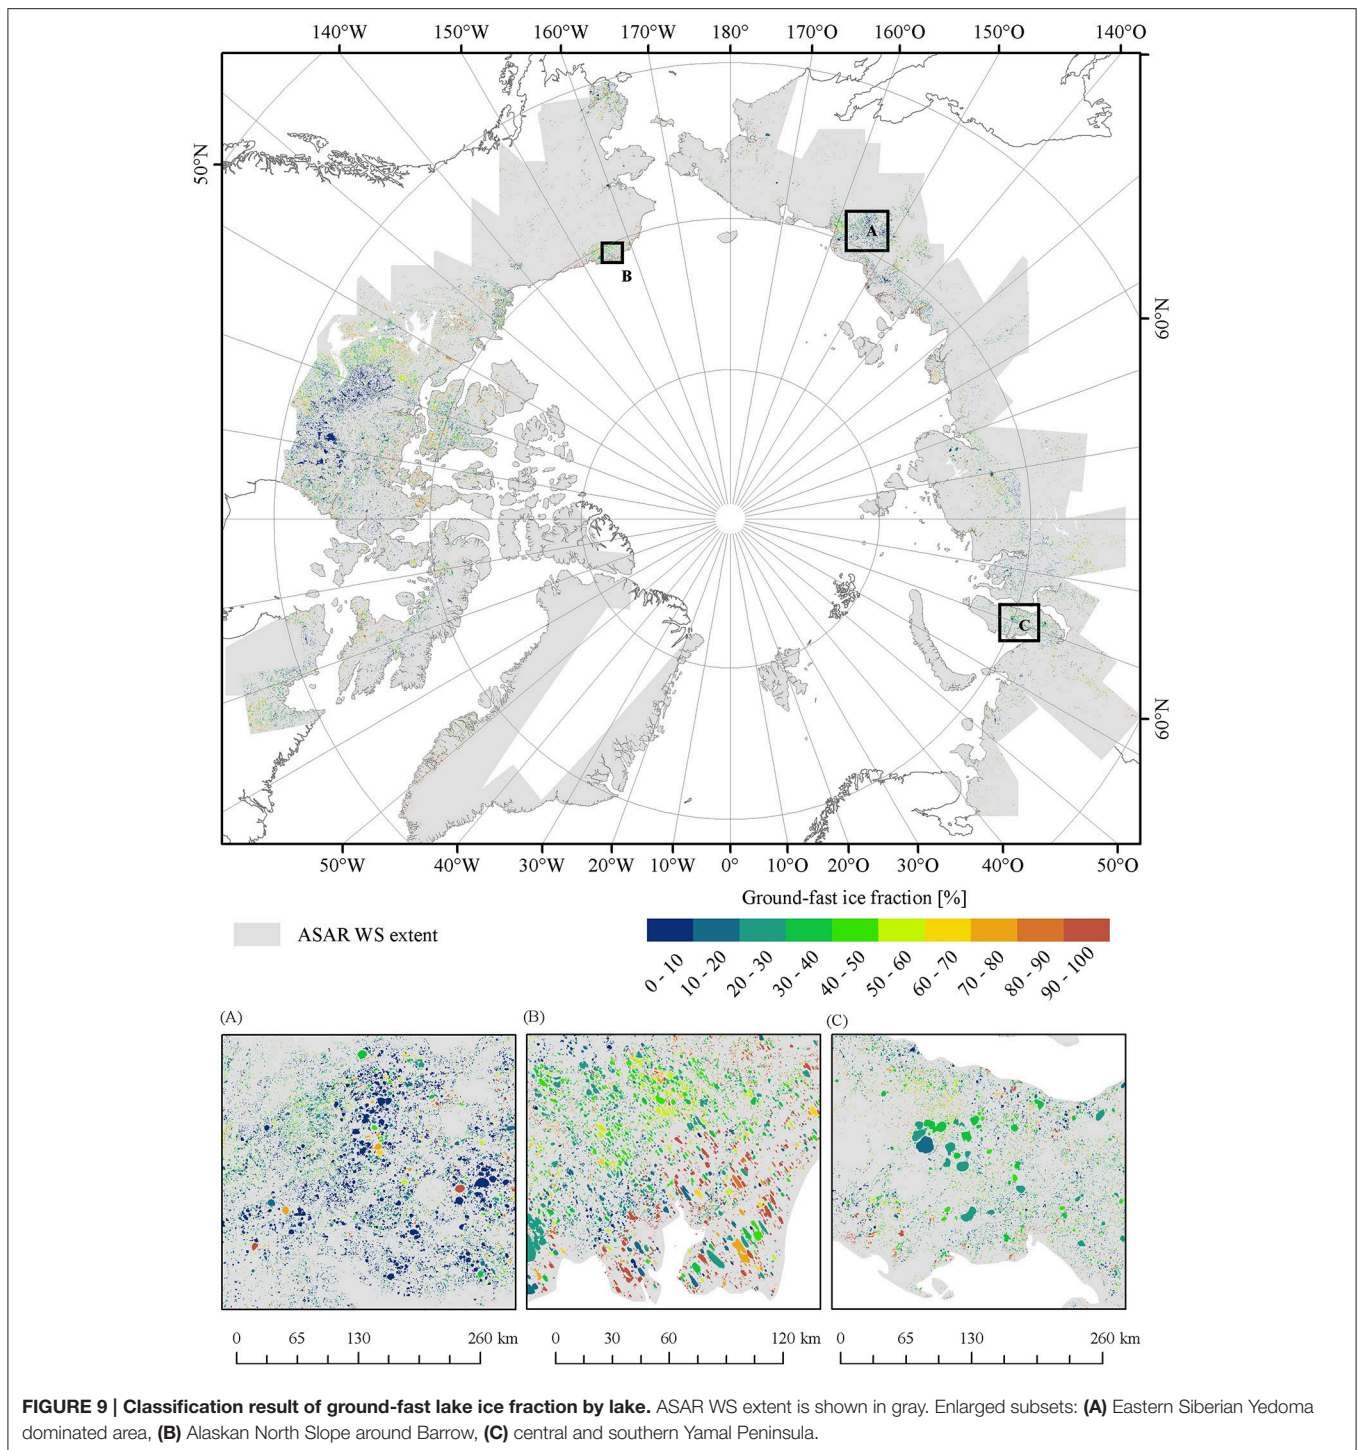 140°W 150°W 160°W 170°W 180° 170°O 160°O 150°O 140°O
50°N
A
B
60°N
C
60°N
50°W 40°W 30°W 20°W 10°W 0° 10°O 20°O 30°O 40°O 50°O
Ground-fast ice fraction [%]
ASAR WS extent
0 - 10 10 - 20 20 - 30 30 - 40 40 - 50 50 - 60 60 - 70 70 - 80 80 - 90 90 - 100
(A) (B) (C)
0 65 130 260 km 0 30 60 120 km 0 65 130 260 km
FIGURE 9 | Classification result of ground-fast lake ice fraction by lake. ASAR WS extent is shown in gray. Enlarged subsets: (A) Eastern Siberian Yedoma
dominated area, (B) Alaskan North Slope around Barrow, (C) central and southern Yamal Peninsula.